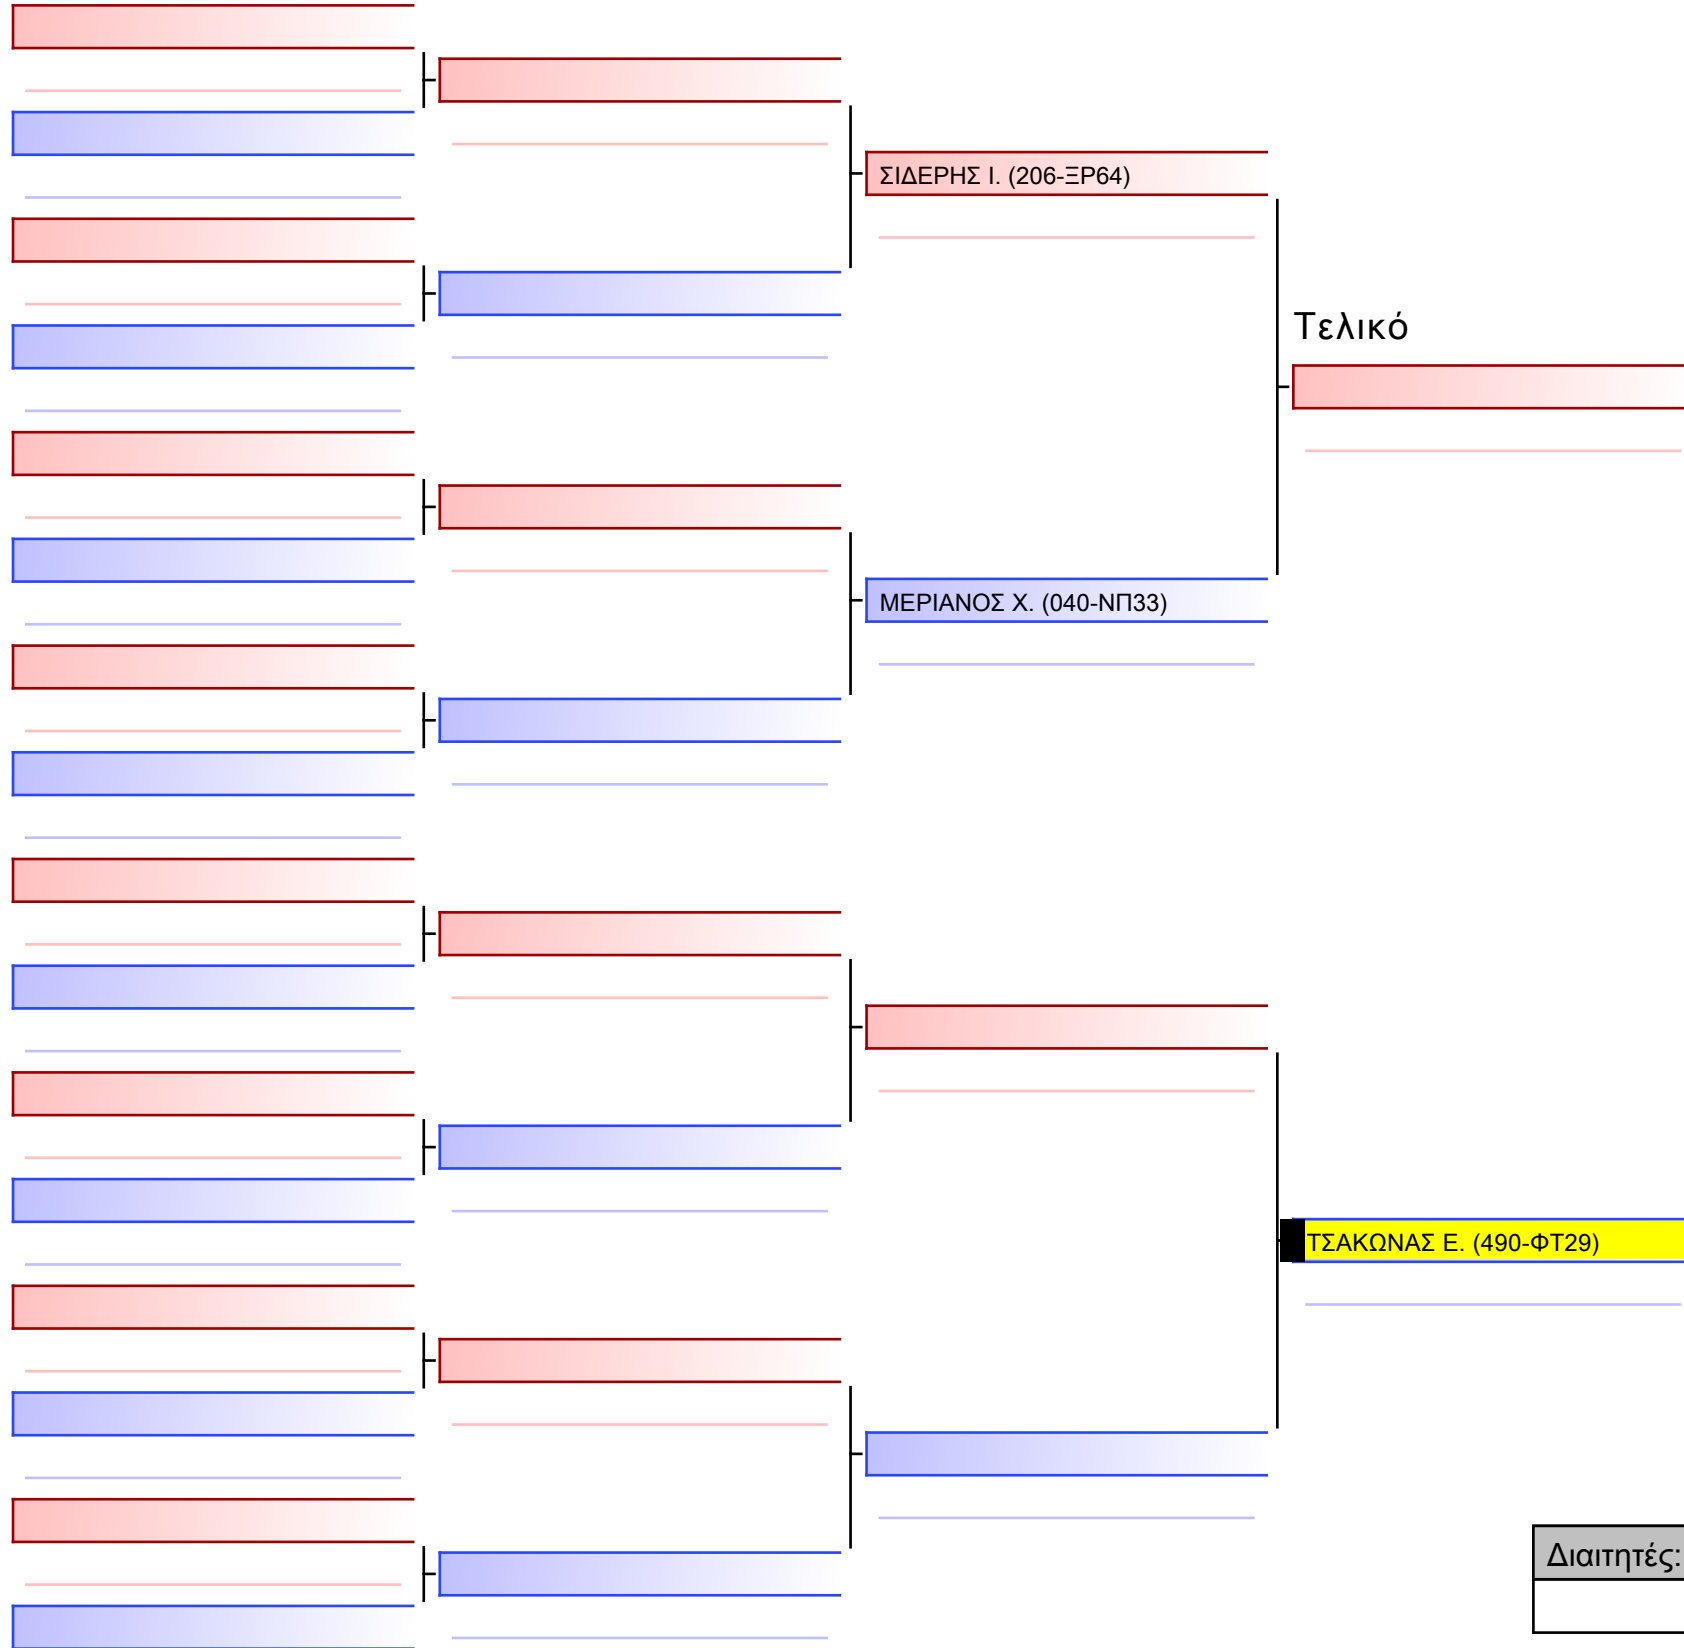 ΣΙΔΕΡΗΣ Ι. (206-ΞΡ64)
Τελικό
ΜΕΡΙΑΝΟΣ Χ. (040-ΝΠ33)
ΤΣΑΚΩΝΑΣ Ε. (490-ΦΤ29)
Διαιτητές: